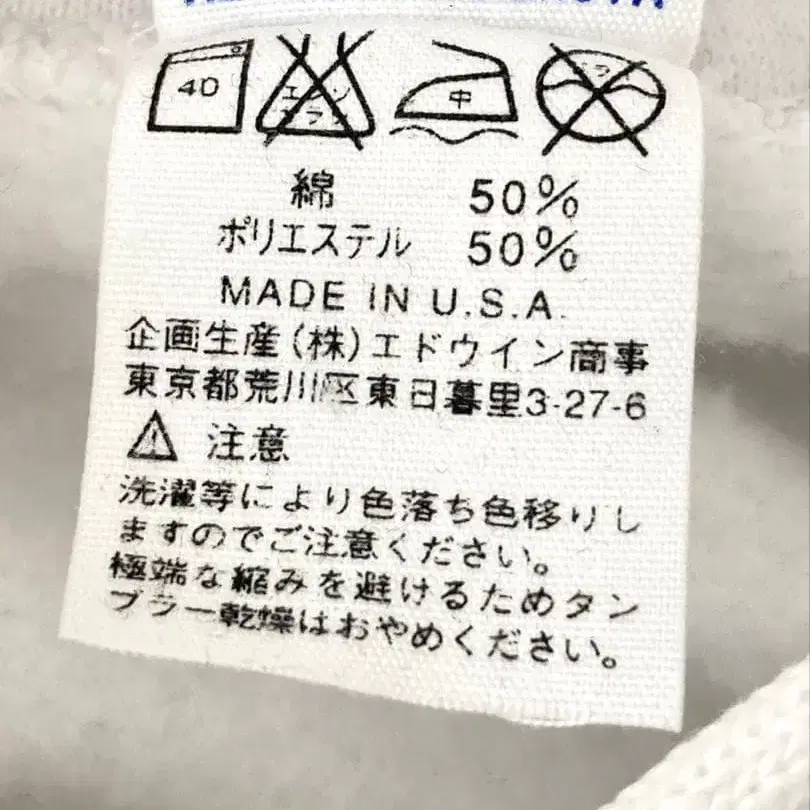 40 エンソサラシ 中
綿 50%
ポリエステル 50%
MADE IN U.S.A.
企画生産(株)エドウイン商事
東京都荒川区東日暮里3-27-6
注意
洗濯等により色落ち色移りし
ますのでご注意ください。
極端な縮みを避けるためタン
ブラー乾燥はおやめください。